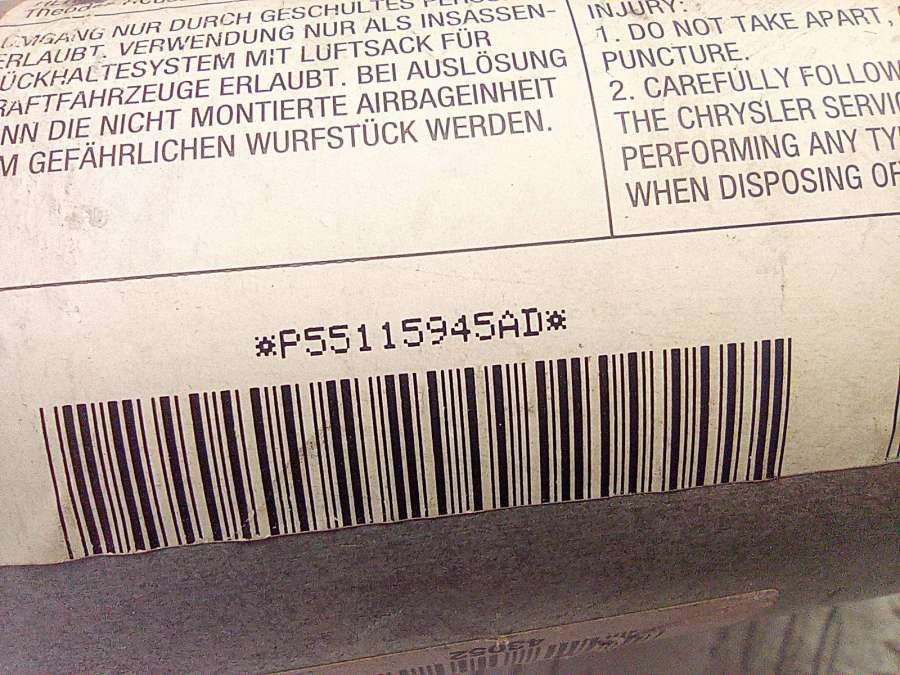 UMGANG NUR DURCH GESCHULTES
ERLAUBT. VERWENDUNG NUR ALS INSASSEN-
ÜCKHALTESYSTEM MIT LUFTSACK FÜR
RAFTFAHRZEUGE ERLAUBT. BEI AUSLÖSUNG
NN DIE NICHT MONTIERTE AIRBAGEINHEIT
M GEFÄHRLICHEN WURFSTÜCK WERDEN.
INJURY:
1. DO NOT TAKE APART,
PUNCTURE.
2. CAREFULLY FOLLOW
THE CHRYSLER SERVIC
PERFORMING ANY TY
WHEN DISPOSING OF
*P55115945AD*